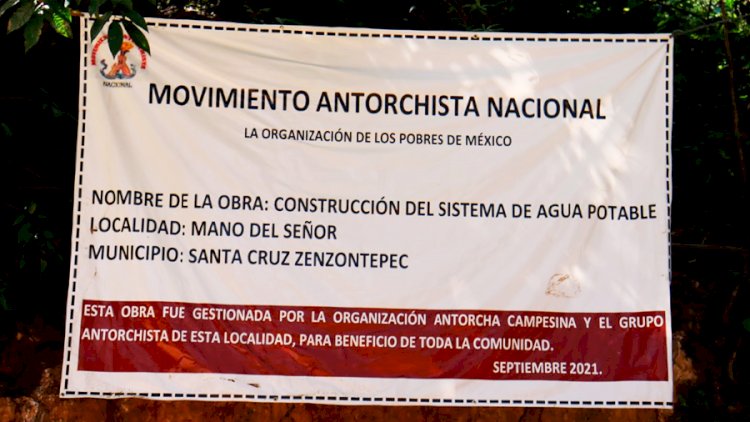 NACIONAL
MOVIMIENTO ANTORCHISTA NACIONAL
LA ORGANIZACIÓN DE LOS POBRES DE MÉXICO
NOMBRE DE LA OBRA: CONSTRUCCIÓN DEL SISTEMA DE AGUA POTABLE
LOCALIDAD: MANO DEL SEÑOR
MUNICIPIO: SANTA CRUZ ZENZONTEPEC
ESTA OBRA FUE GESTIONADA POR LA ORGANIZACIÓN ANTORCHA CAMPESINA Y EL GRUPO
ANTORCHISTA DE ESTA LOCALIDAD, PARA BENEFICIO DE TODA LA COMUNIDAD.
SEPTIEMBRE 2021.